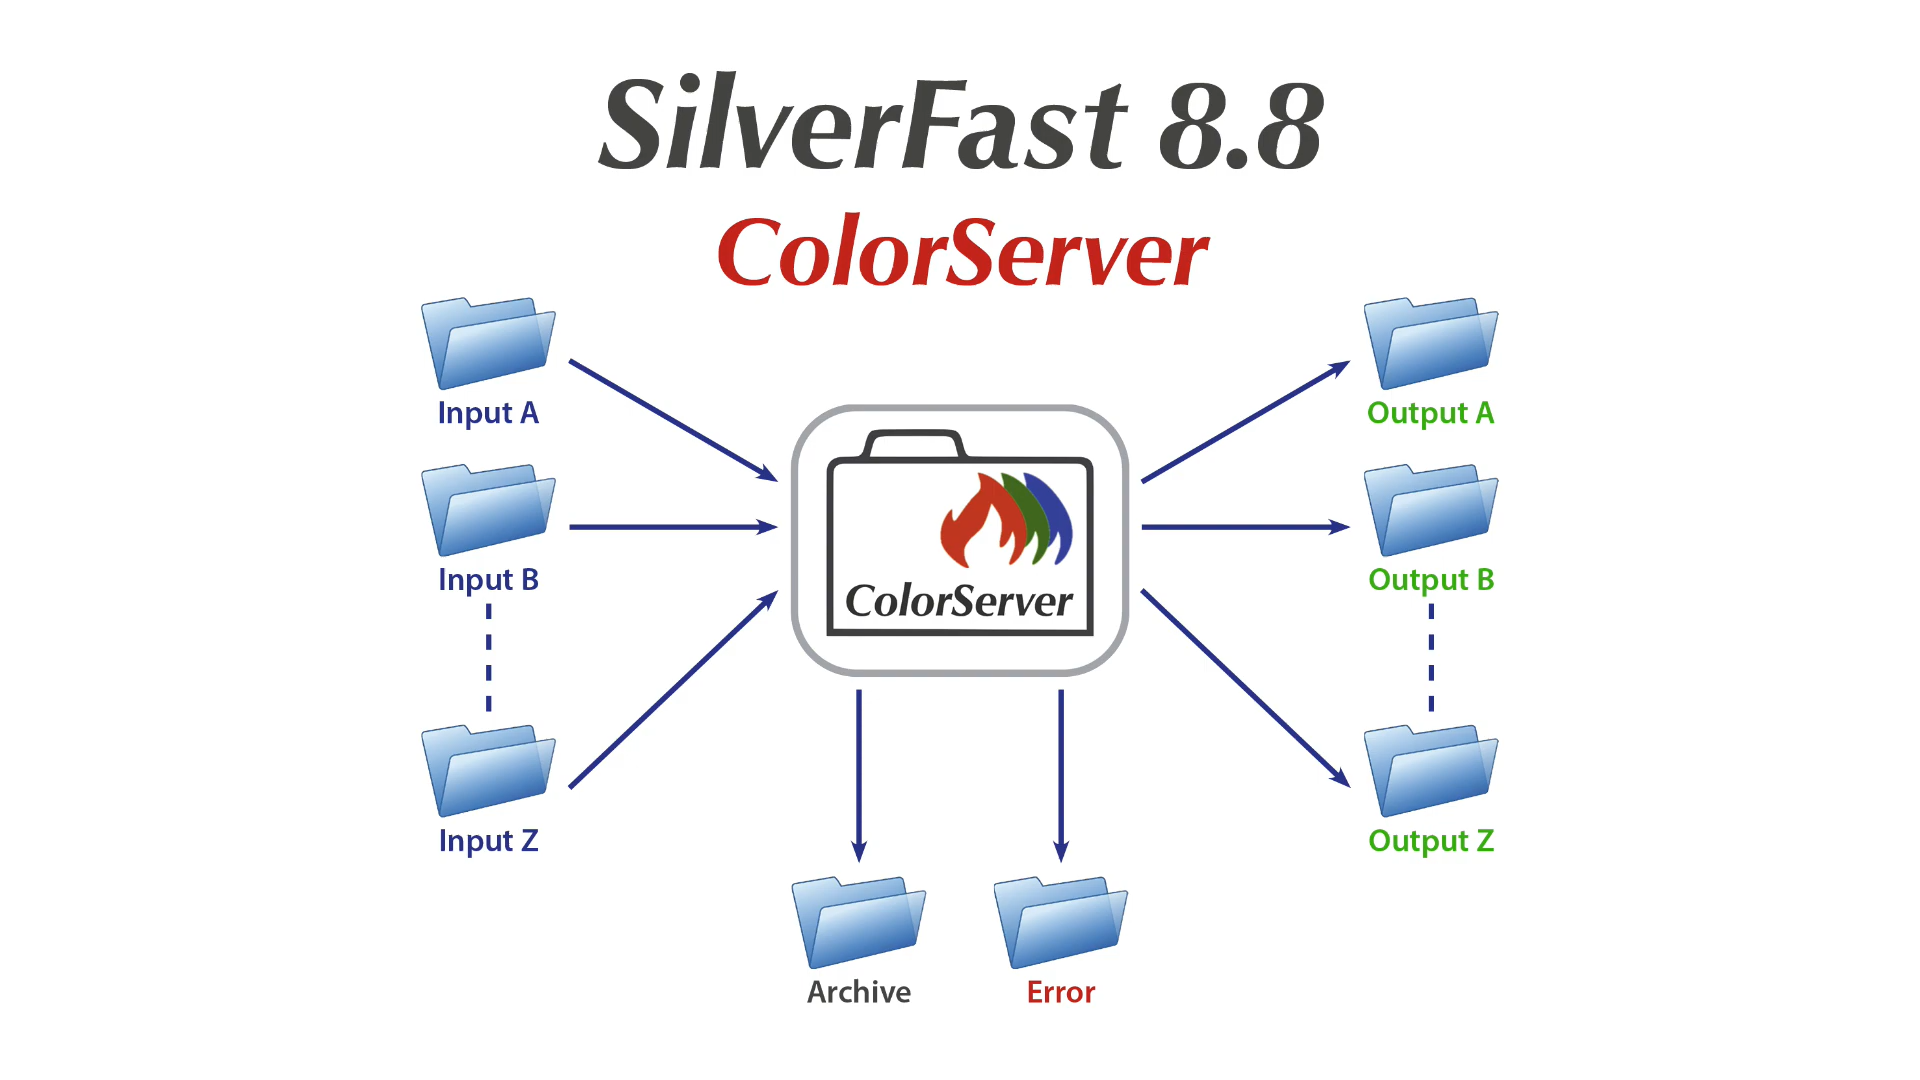 SilverFast 8.8
ColorServer
Input A
Output A
Input B
Output B
ColorServer
Input Z
Output Z
Archive
Error